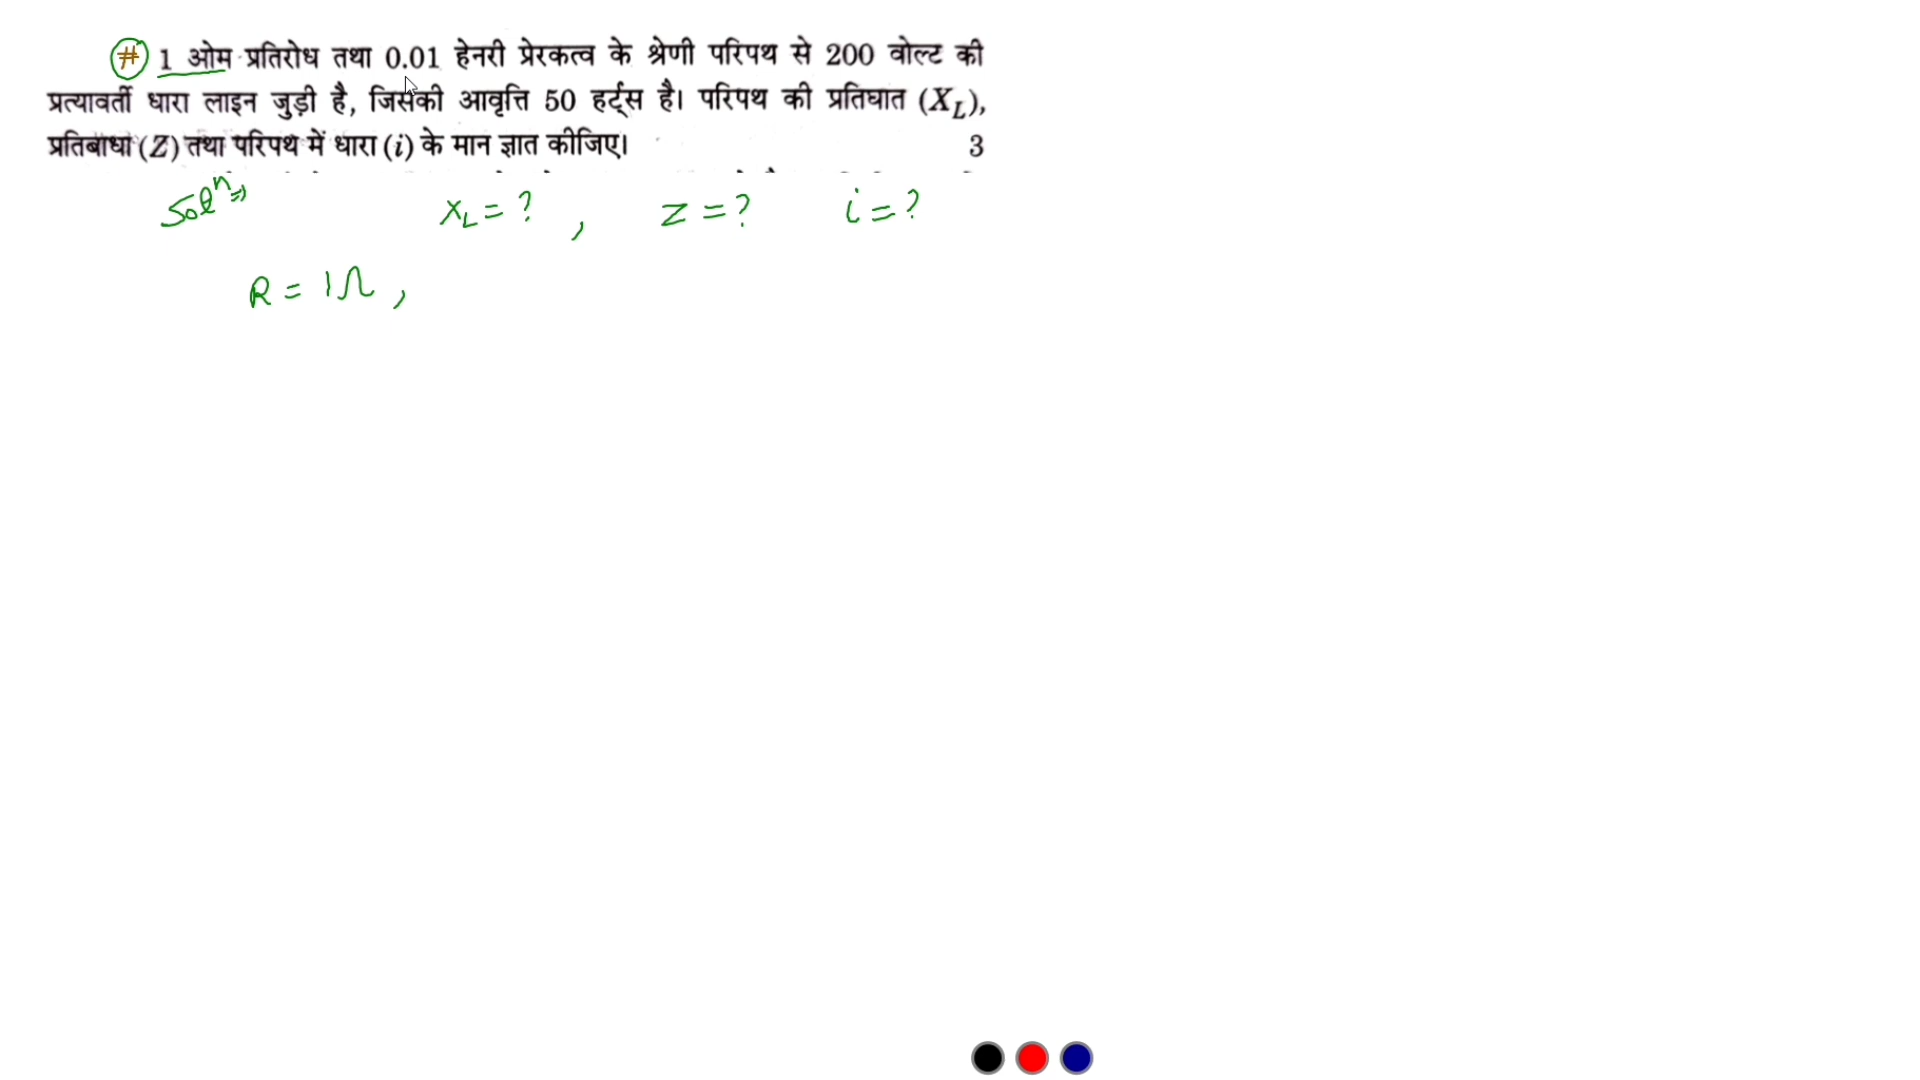 # 1 ओम प्रतिरोध तथा 0.01 हेनरी प्रेरकत्व के श्रेणी परिपथ से 200 वोल्ट की
प्रत्यावर्ती धारा लाइन जुड़ी है, जिसकी आवृत्ति 50 हर्ट्स है। परिपथ की प्रतिघात (X_L),
प्रतिबाधा (Z) तथा परिपथ में धारा (i) के मान ज्ञात कीजिए। 3
Solⁿ⇒ X_L = ? , Z = ? i = ?
R = 1Ω ,